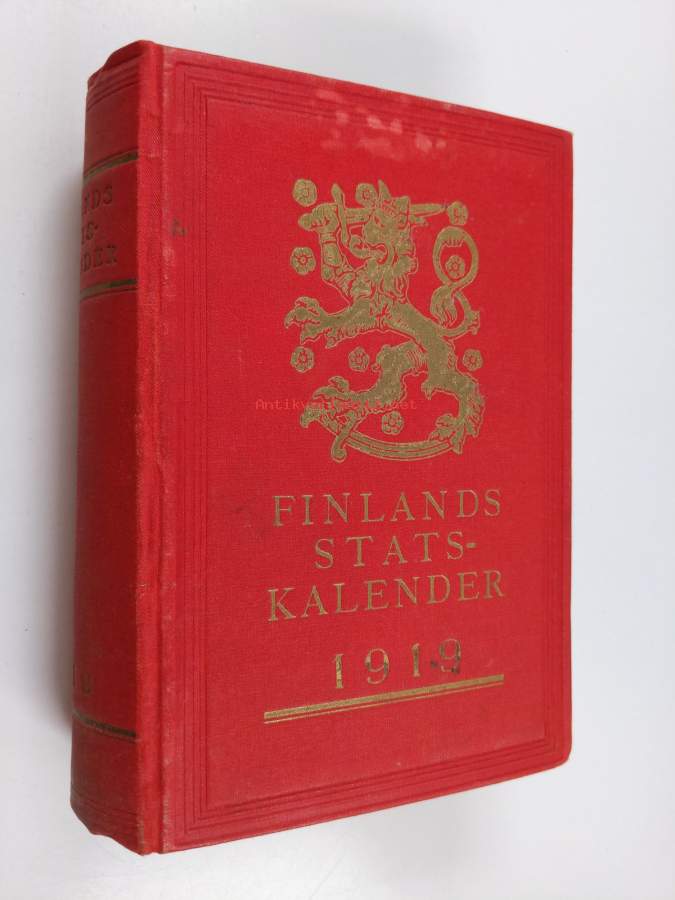 FINLANDS
STATS-
KALENDER
1919